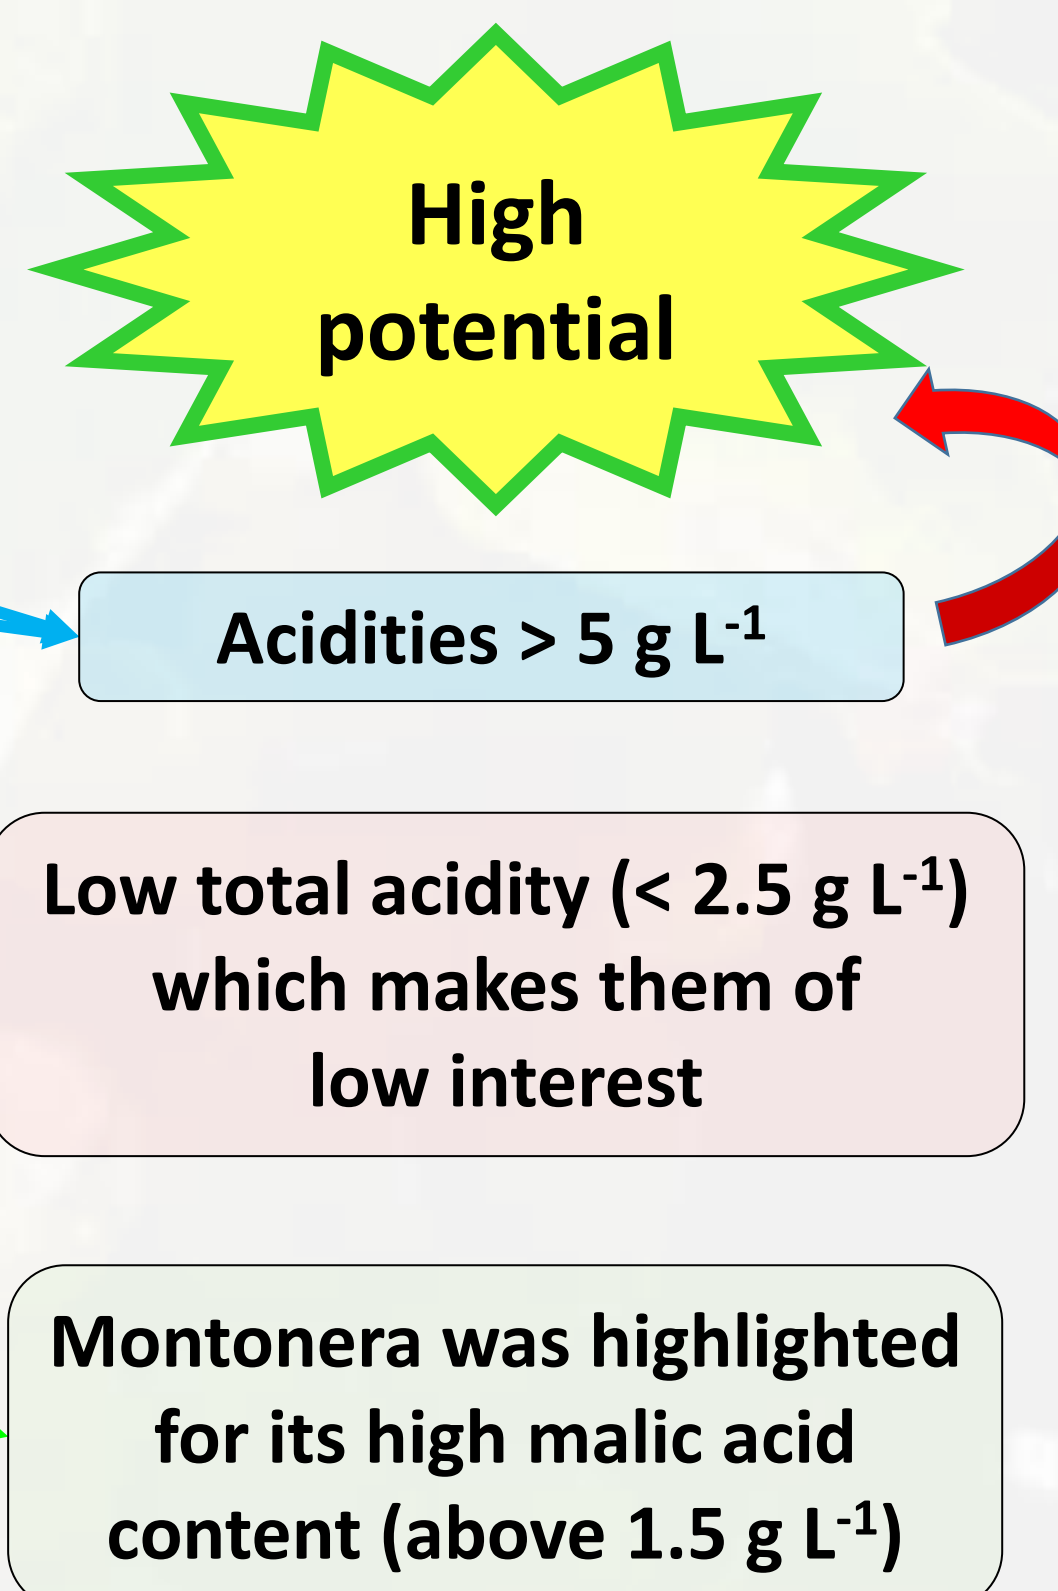 High
potential
Acidities > 5 g L⁻¹
Low total acidity (< 2.5 g L⁻¹)
which makes them of
low interest
Montonera was highlighted
for its high malic acid
content (above 1.5 g L⁻¹)